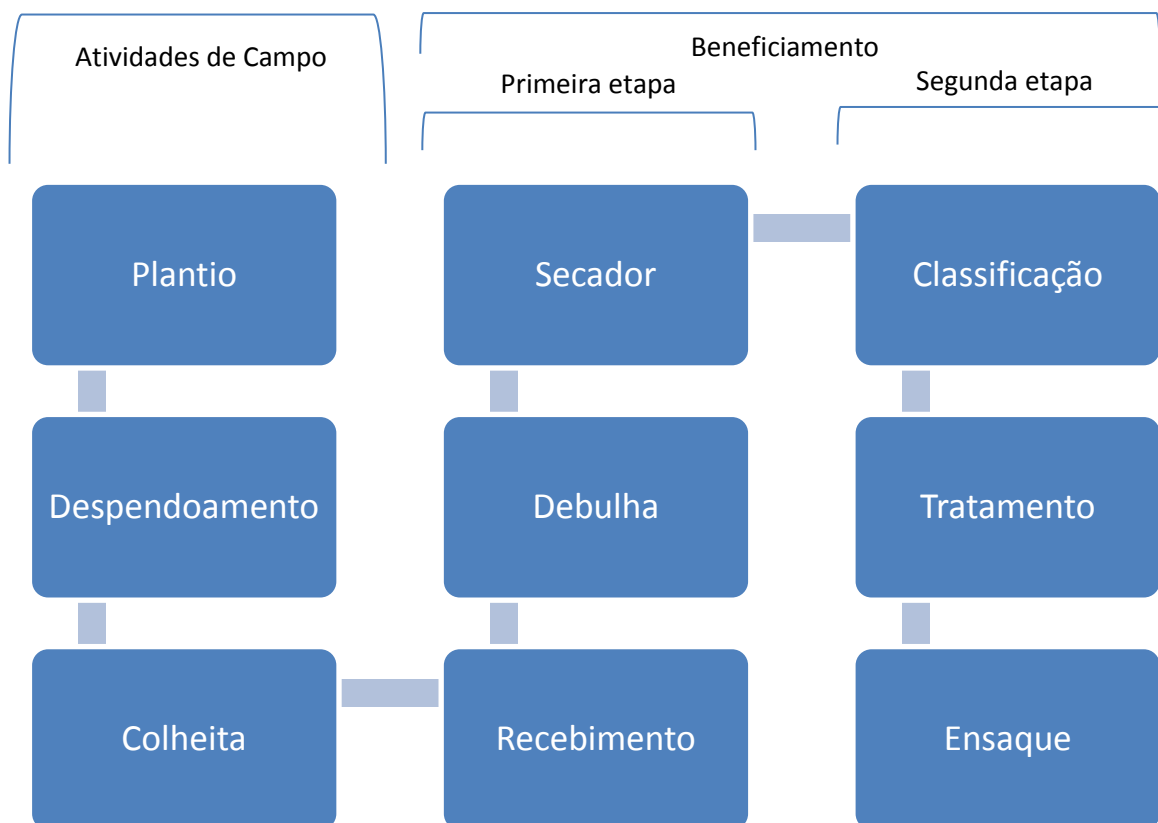 Atividades de Campo
Beneficiamento
Primeira etapa
Segunda etapa
Plantio
Secador
Classificação
Despendoamento
Debulha
Tratamento
Colheita
Recebimento
Ensaque